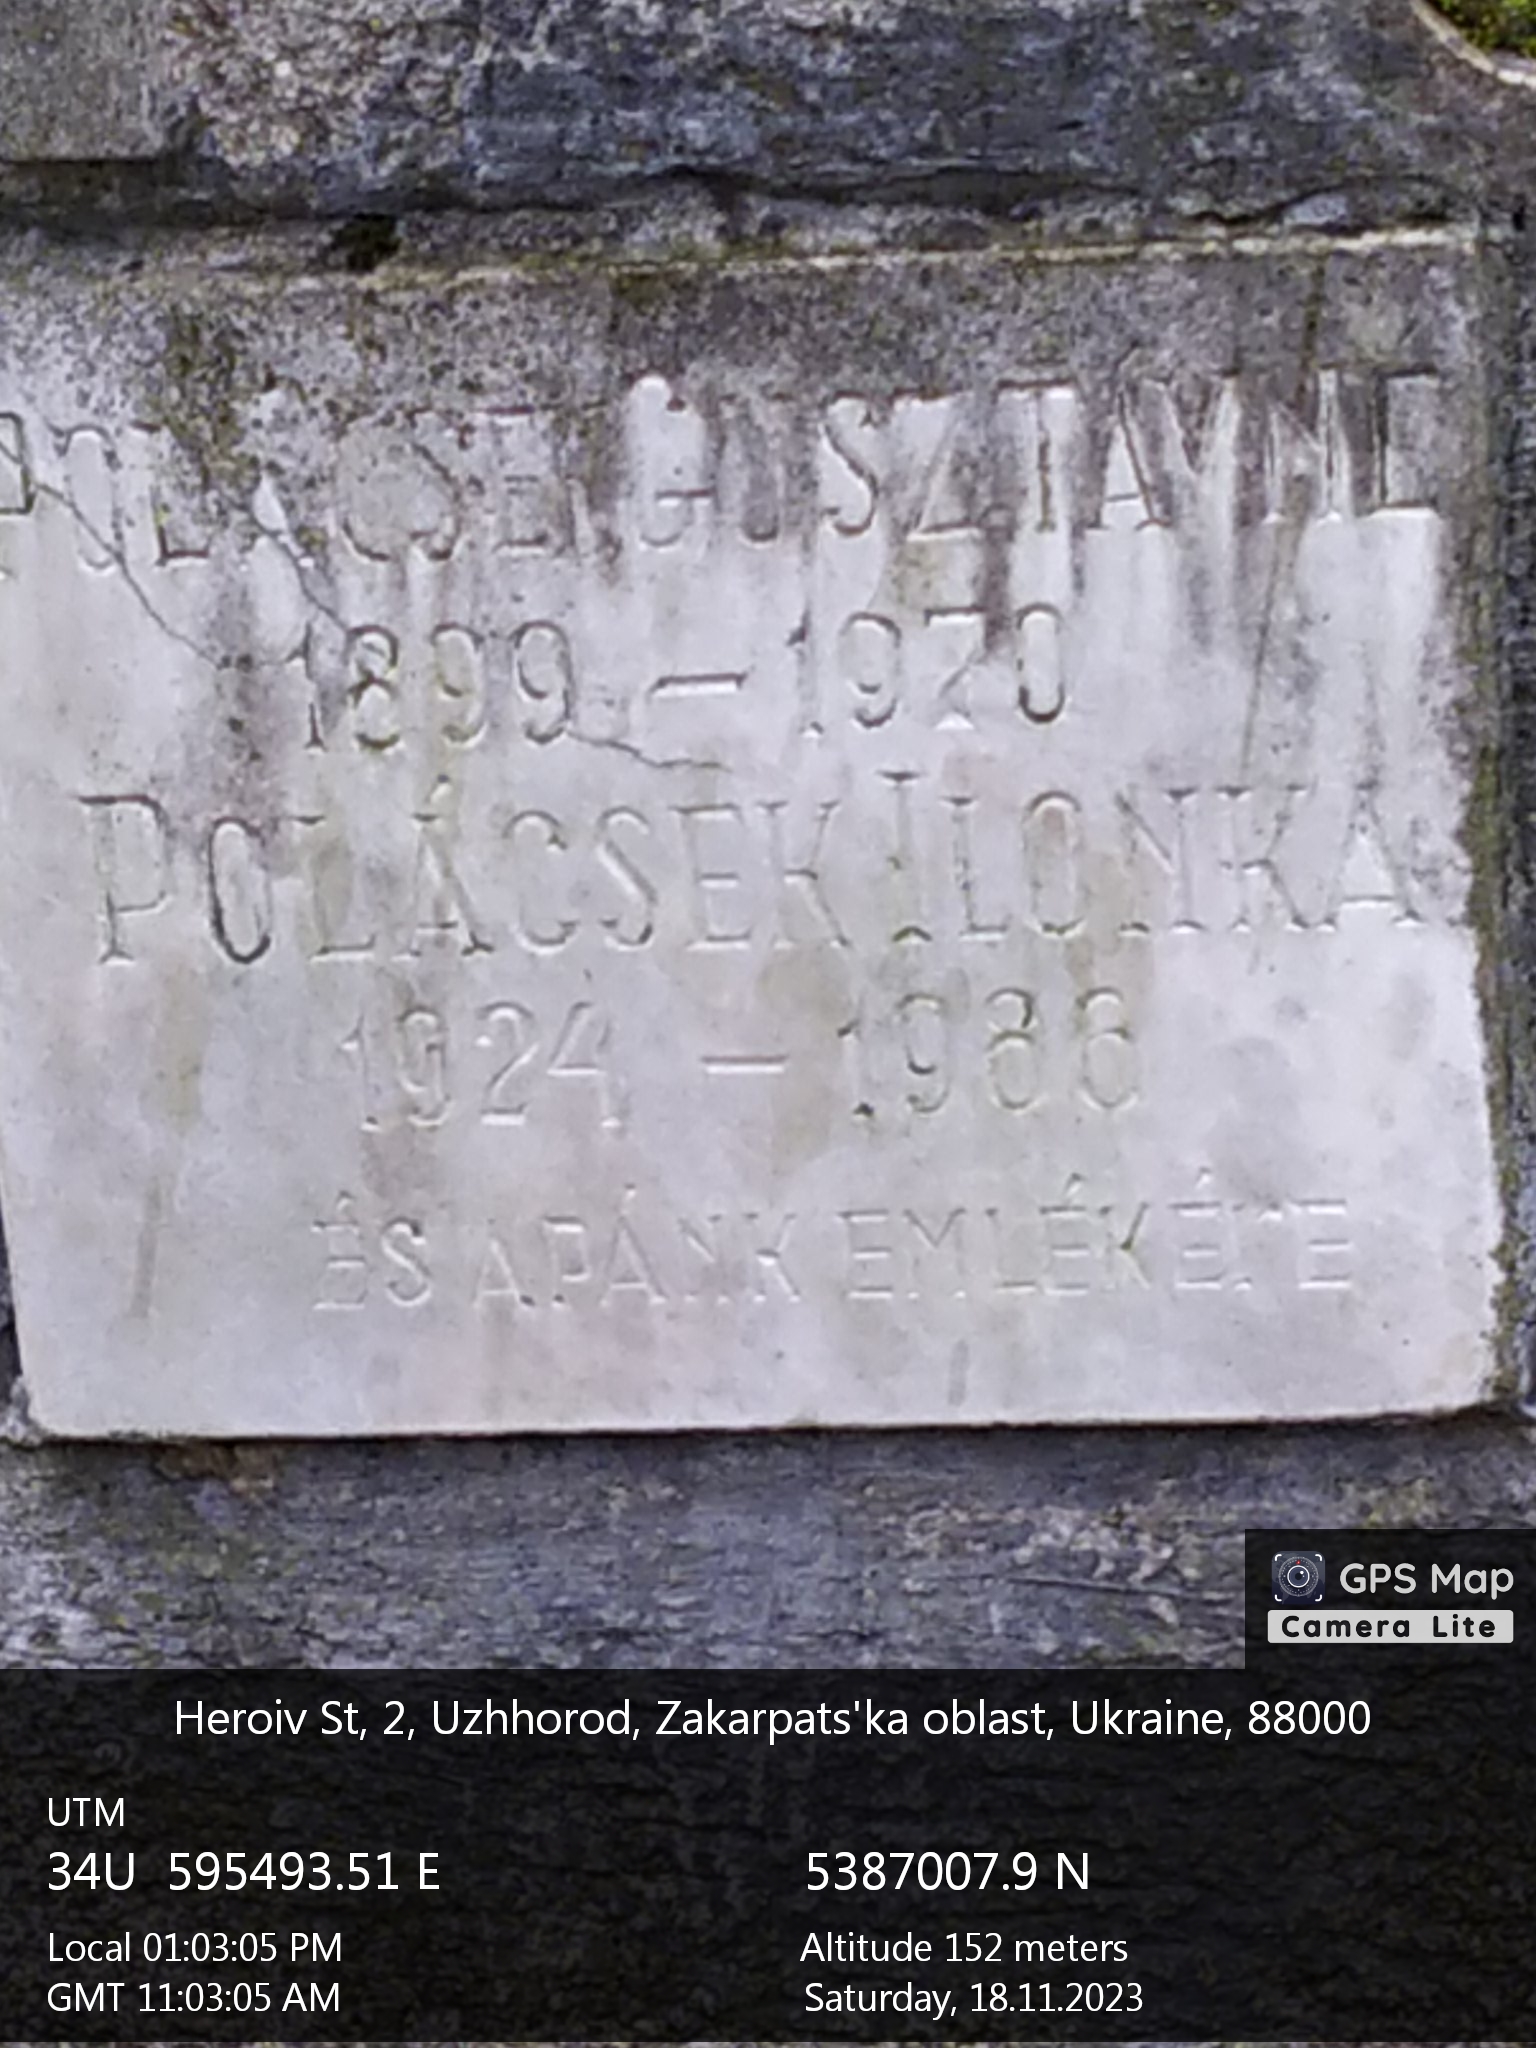 POLÁCSEK GUSZTÁVNÉ
1899 — 1970
POLÁCSEK ILONKA
1924 — 1986
ÉS APÁNK EMLÉKÉRE
GPS Map
Camera Lite
Heroiv St, 2, Uzhhorod, Zakarpats'ka oblast, Ukraine, 88000
UTM
34U 595493.51 E 5387007.9 N
Local 01:03:05 PM Altitude 152 meters
GMT 11:03:05 AM Saturday, 18.11.2023